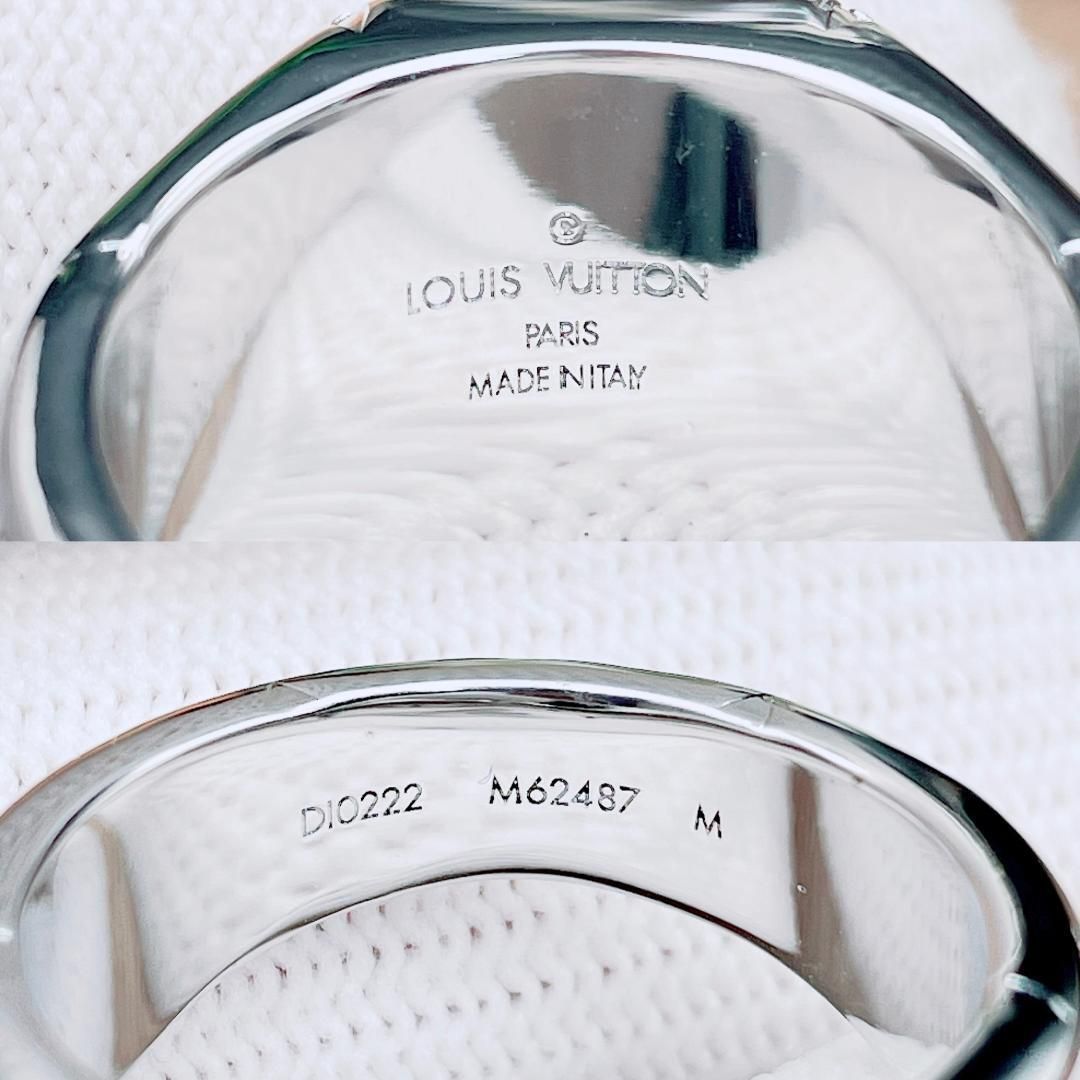 ©
LOUIS VUITTON
PARIS
MADE IN ITALY
DI0222 M62487 M